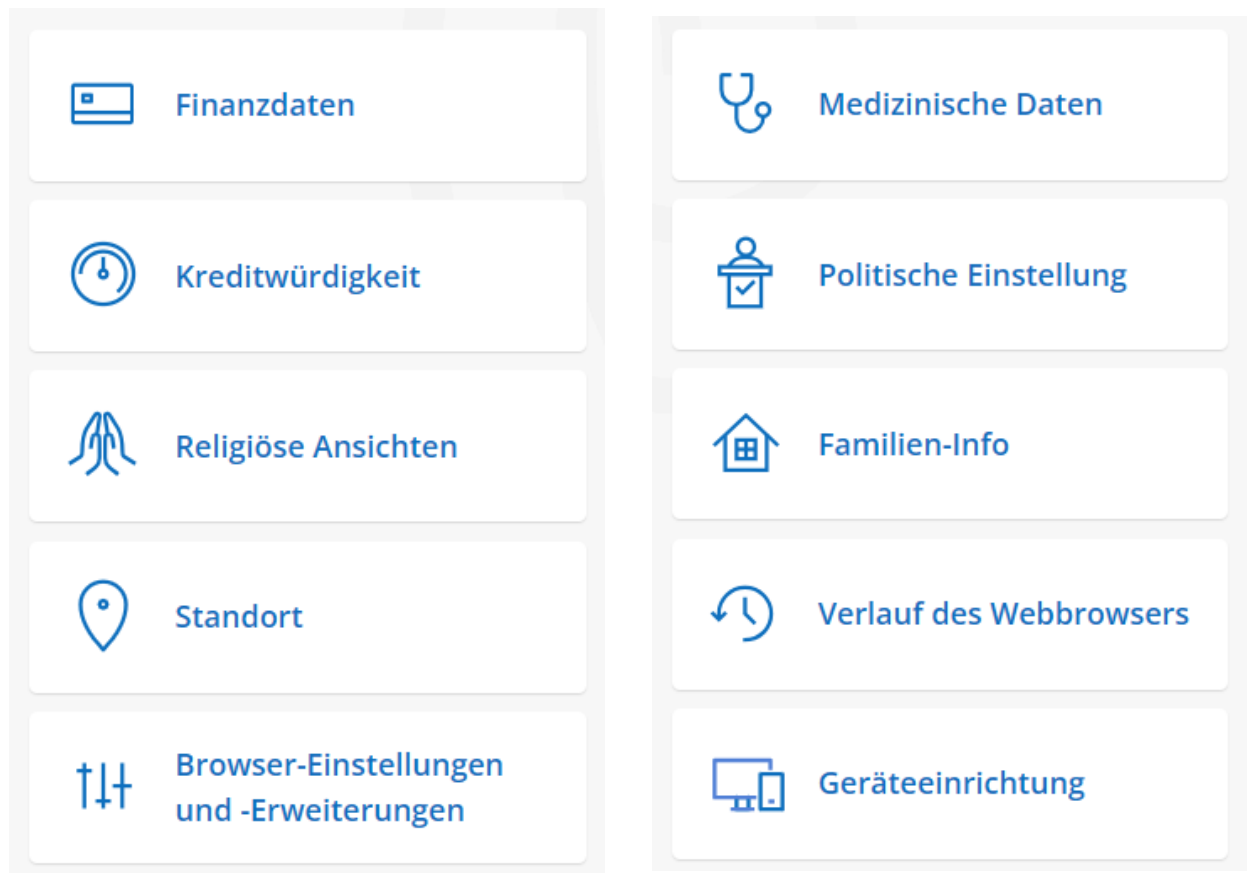 Finanzdaten
Kreditwürdigkeit
Religiöse Ansichten
Standort
Browser-Einstellungen
und -Erweiterungen
Medizinische Daten
Politische Einstellung
Familien-Info
Verlauf des Webbrowsers
Geräteeinrichtung